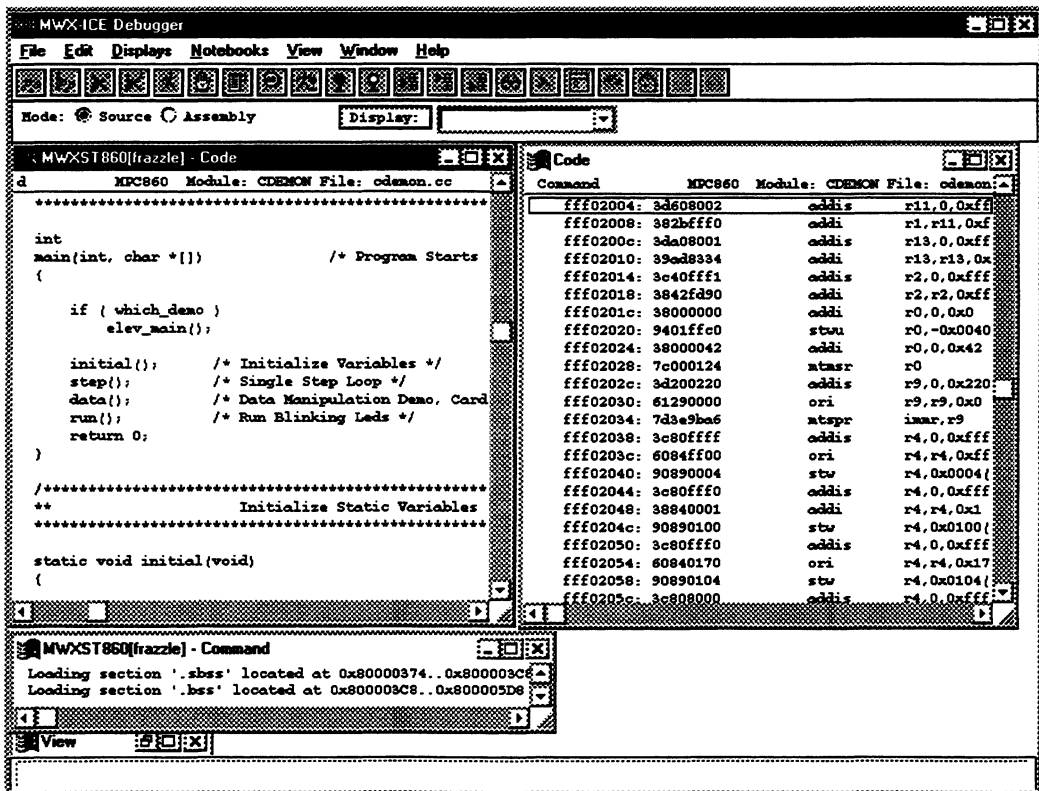 MWX-ICE Debugger
File Edit Displays Notebooks View Window Help
Mode: Source Assembly Display:
MWXST860[frazzle] - Code
d MPC860 Module: CDEMON File: cdemon.cc
**************************************************
int
main(int, char *[]) /* Program Starts
{
if ( which_demo )
elev_main();
initial(); /* Initialize Variables */
step(); /* Single Step Loop */
data(); /* Data Manipulation Demo, Card
run(); /* Run Blinking Leds */
return 0;
}
/*************************************************
** Initialize Static Variables
**************************************************
static void initial(void)
{
Code
Command MPC860 Module: CDEMON File: cdemon
fff02004: 3d608002 addis r11,0,0xff
fff02008: 382bfff0 addi r1,r11,0xf
fff0200c: 3da08001 addis r13,0,0xff
fff02010: 39ad8334 addi r13,r13,0x
fff02014: 3c40fff1 addis r2,0,0xfff
fff02018: 3842fd90 addi r2,r2,0xff
fff0201c: 38000000 addi r0,0,0x0
fff02020: 9401ffc0 stwu r0,-0x0040
fff02024: 38000042 addi r0,0,0x42
fff02028: 7c000124 mtmsr r0
fff0202c: 3d200220 addis r9,0,0x220
fff02030: 61290000 ori r9,r9,0x0
fff02034: 7d3e9ba6 mtspr immr,r9
fff02038: 3c80ffff addis r4,0,0xfff
fff0203c: 6084ff00 ori r4,r4,0xff
fff02040: 90890004 stw r4,0x0004(
fff02044: 3c80fff0 addis r4,0,0xfff
fff02048: 38840001 addi r4,r4,0x1
fff0204c: 90890100 stw r4,0x0100(
fff02050: 3c80fff0 addis r4,0,0xfff
fff02054: 60840170 ori r4,r4,0x17
fff02058: 90890104 stw r4,0x0104(
fff0205c: 3c808000 addis r4,0,0xfff
MWXST860[frazzle] - Command
Loading section '.sbss' located at 0x80000374..0x800003C8
Loading section '.bss' located at 0x800003C8..0x800005D8
View